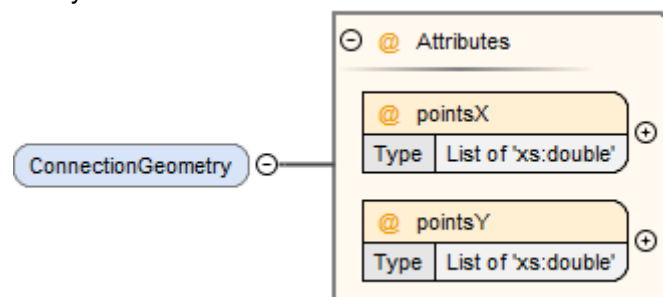 @ Attributes
@ pointsX
Type List of 'xs:double'
ConnectionGeometry
@ pointsY
Type List of 'xs:double'